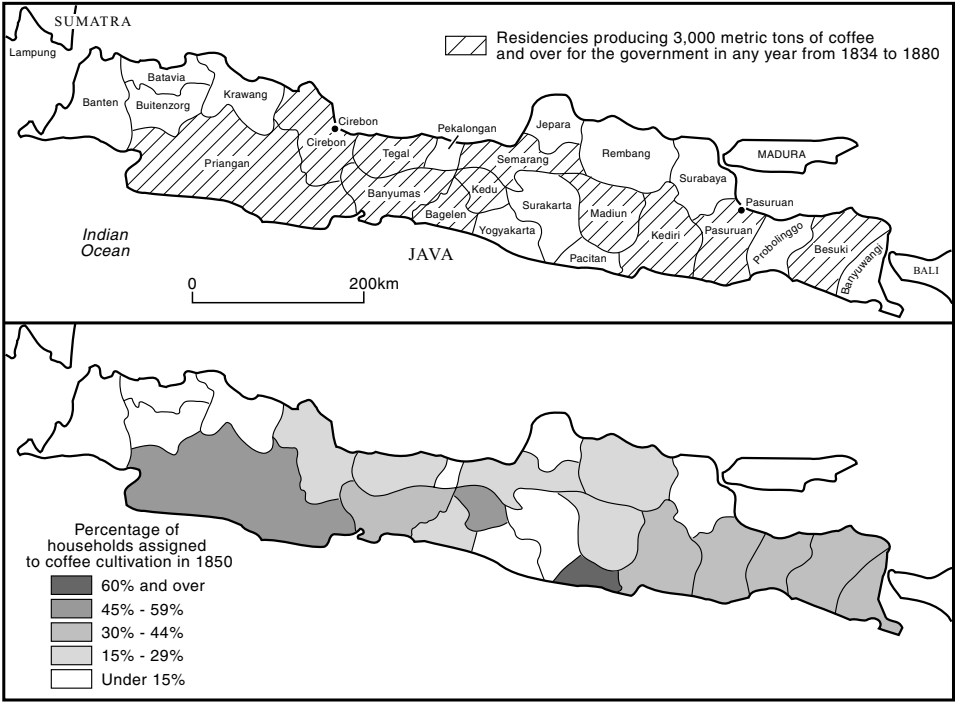 SUMATRA
Lampung
Residencies producing 3,000 metric tons of coffee
and over for the government in any year from 1834 to 1880
Batavia
Banten
Buitenzorg
Krawang
Cirebon
Cirebon
Pekalongan
Jepara
Priangan
Tegal
Semarang
Rembang
MADURA
Surabaya
Banyumas
Kedu
Surakarta
Madiun
Pasuruan
Bagelen
Yogyakarta
Kediri
Pasuruan
Probolinggo
Besuki
Banyuwangi
Indian
Ocean
JAVA
Pacitan
BALI
0
200km
Percentage of
households assigned
to coffee cultivation in 1850
60% and over
45% - 59%
30% - 44%
15% - 29%
Under 15%